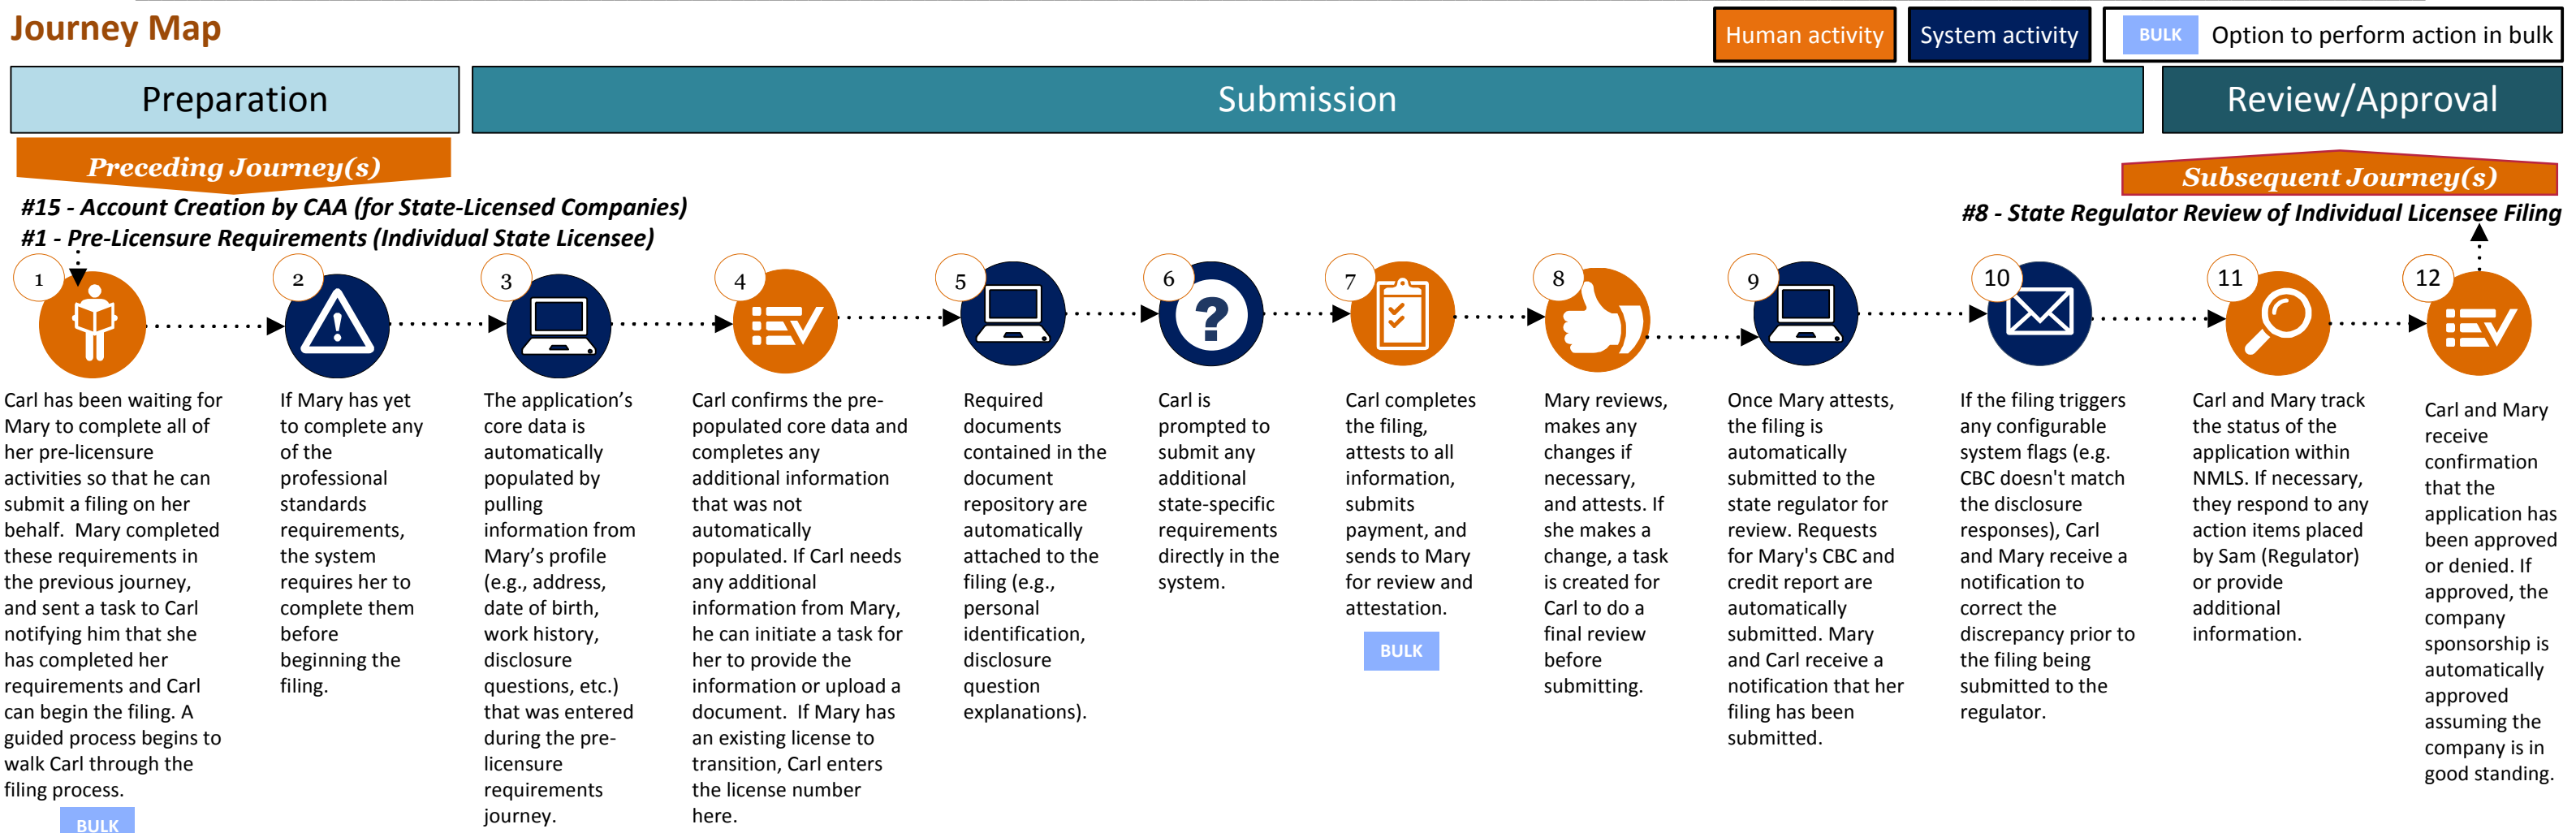 Journey Map
Human activity
System activity
BULK
Option to perform action in bulk
Preparation
Submission
Review/Approval
Preceding Journey(s)
Subsequent Journey(s)
#15 - Account Creation by CAA (for State-Licensed Companies)
#1 - Pre-Licensure Requirements (Individual State Licensee)
#8 - State Regulator Review of Individual Licensee Filing
1
Carl has been waiting for
Mary to complete all of
her pre-licensure
activities so that he can
submit a filing on her
behalf.  Mary completed
these requirements in
the previous journey,
and sent a task to Carl
notifying him that she
has completed her
requirements and Carl
can begin the filing. A
guided process begins to
walk Carl through the
filing process.
BULK
2
If Mary has yet
to complete any
of the
professional
standards
requirements,
the system
requires her to
complete them
before
beginning the
filing.
3
The application’s
core data is
automatically
populated by
pulling
information from
Mary’s profile
(e.g., address,
date of birth,
work history,
disclosure
questions, etc.)
that was entered
during the pre-
licensure
requirements
journey.
4
Carl confirms the pre-
populated core data and
completes any
additional information
that was not
automatically
populated. If Carl needs
any additional
information from Mary,
he can initiate a task for
her to provide the
information or upload a
document.  If Mary has
an existing license to
transition, Carl enters
the license number
here.
5
Required
documents
contained in the
document
repository are
automatically
attached to the
filing (e.g.,
personal
identification,
disclosure
question
explanations).
6
?
Carl is
prompted to
submit any
additional
state-specific
requirements
directly in the
system.
7
Carl completes
the filing,
attests to all
information,
submits
payment, and
sends to Mary
for review and
attestation.
BULK
8
Mary reviews,
makes any
changes if
necessary,
and attests. If
she makes a
change, a task
is created for
Carl to do a
final review
before
submitting.
9
Once Mary attests,
the filing is
automatically
submitted to the
state regulator for
review. Requests
for Mary's CBC and
credit report are
automatically
submitted. Mary
and Carl receive a
notification that her
filing has been
submitted.
10
If the filing triggers
any configurable
system flags (e.g.
CBC doesn't match
the disclosure
responses), Carl
and Mary receive a
notification to
correct the
discrepancy prior to
the filing being
submitted to the
regulator.
11
Carl and Mary track
the status of the
application within
NMLS. If necessary,
they respond to any
action items placed
by Sam (Regulator)
or provide
additional
information.
12
Carl and Mary
receive
confirmation
that the
application has
been approved
or denied. If
approved, the
company
sponsorship is
automatically
approved
assuming the
company is in
good standing.